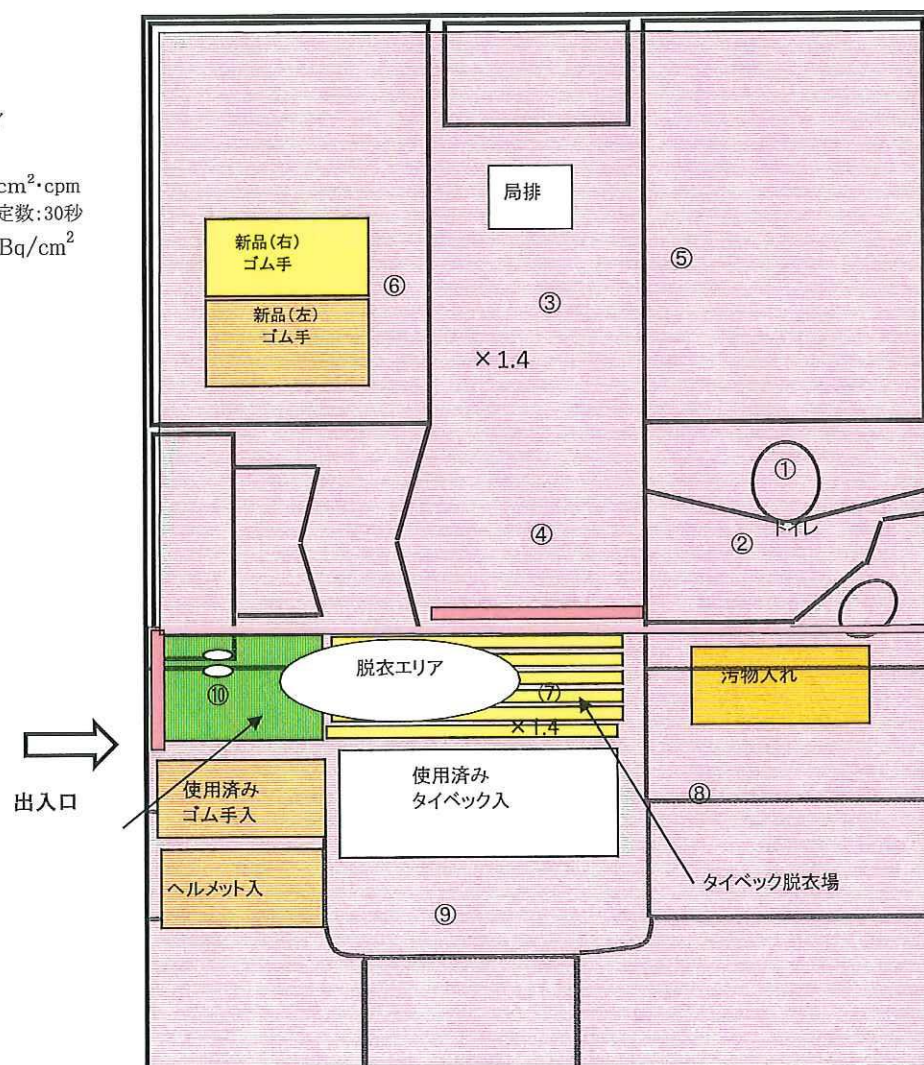 cm²・cpm
定数:30秒
Bq/cm²
局排
新品(右)
ゴム手
⑥
⑤
③
新品(左)
ゴム手
×1.4
①
トイレ
④
②
脱衣エリア
⑩
⑦
×1.4
汚物入れ
出入口
使用済み
ゴム手入
使用済み
タイベック入
⑧
ヘルメット入
タイベック脱衣場
⑨